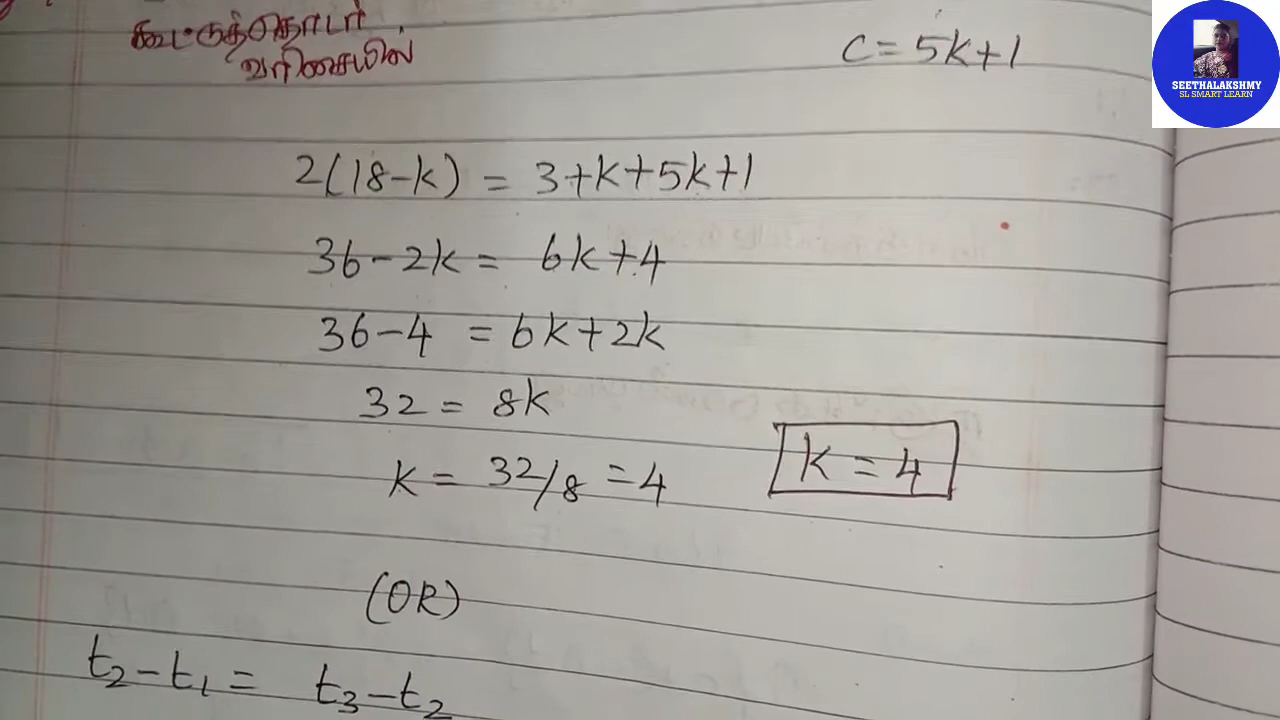 கூட்டுத்தொடர்
வரிசையில்
C = 5k+1
SEETHALAKSHMY
SL SMART LEARN
2(18-k) = 3+k+5k+1
36-2k = 6k+4
36-4 = 6k+2k
32 = 8k
k = 32/8 = 4
k = 4
(OR)
t₂-t₁ = t₃-t₂